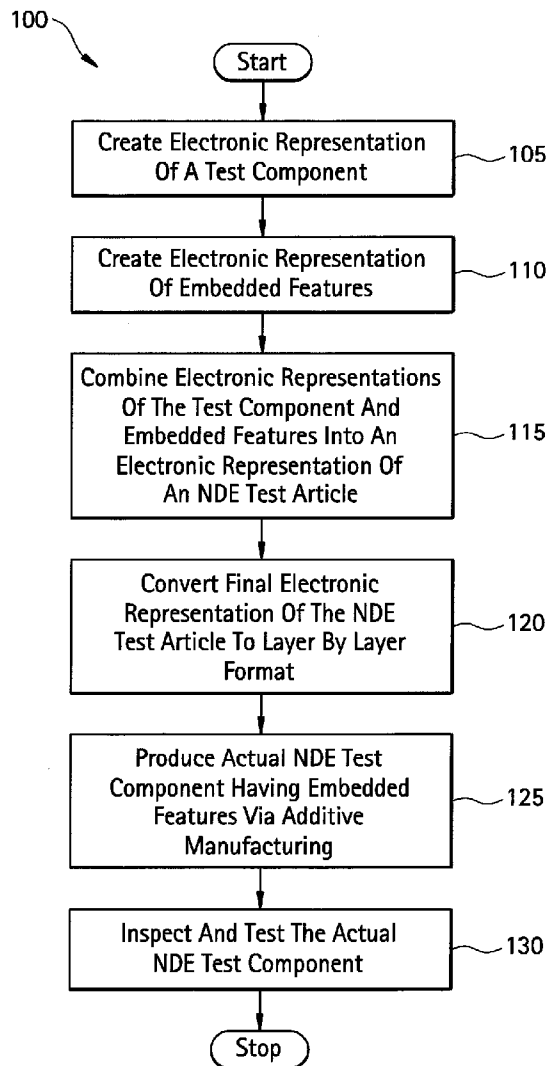 100
Start
Create Electronic Representation
Of A Test Component
105
Create Electronic Representation
Of Embedded Features
110
Combine Electronic Representations
Of The Test Component And
Embedded Features Into An
Electronic Representation Of
An NDE Test Article
115
Convert Final Electronic
Representation Of The NDE
Test Article To Layer By Layer
Format
120
Produce Actual NDE Test
Component Having Embedded
Features Via Additive
Manufacturing
125
Inspect And Test The Actual
NDE Test Component
130
Stop